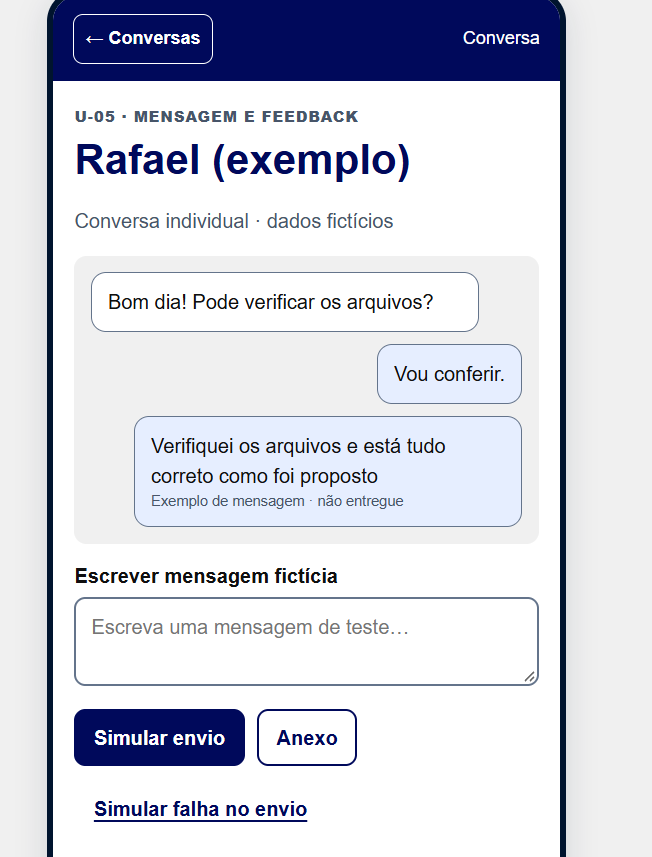 ← Conversas
Conversa
U-05 · MENSAGEM E FEEDBACK
Rafael (exemplo)
Conversa individual · dados fictícios
Bom dia! Pode verificar os arquivos?
Vou conferir.
Verifiquei os arquivos e está tudo
correto como foi proposto
Exemplo de mensagem · não entregue
Escrever mensagem fictícia
Escreva uma mensagem de teste…
Simular envio
Anexo
Simular falha no envio